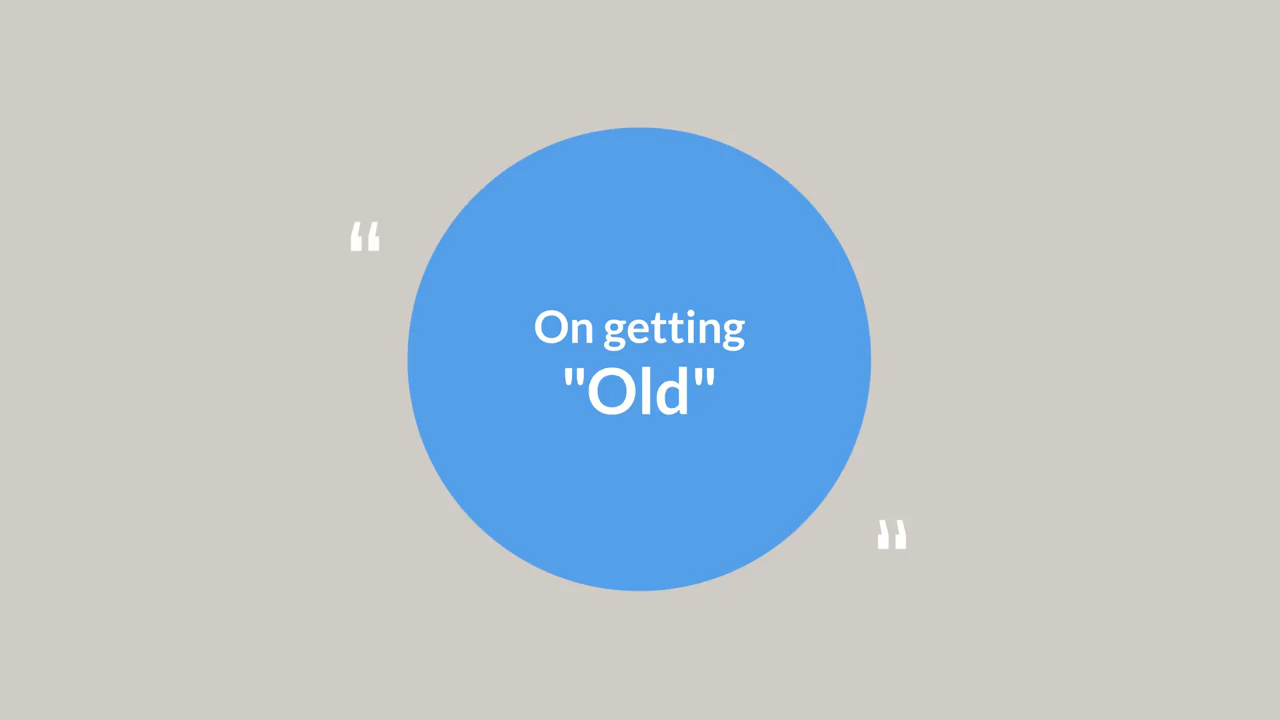 “
On getting
"Old"
"